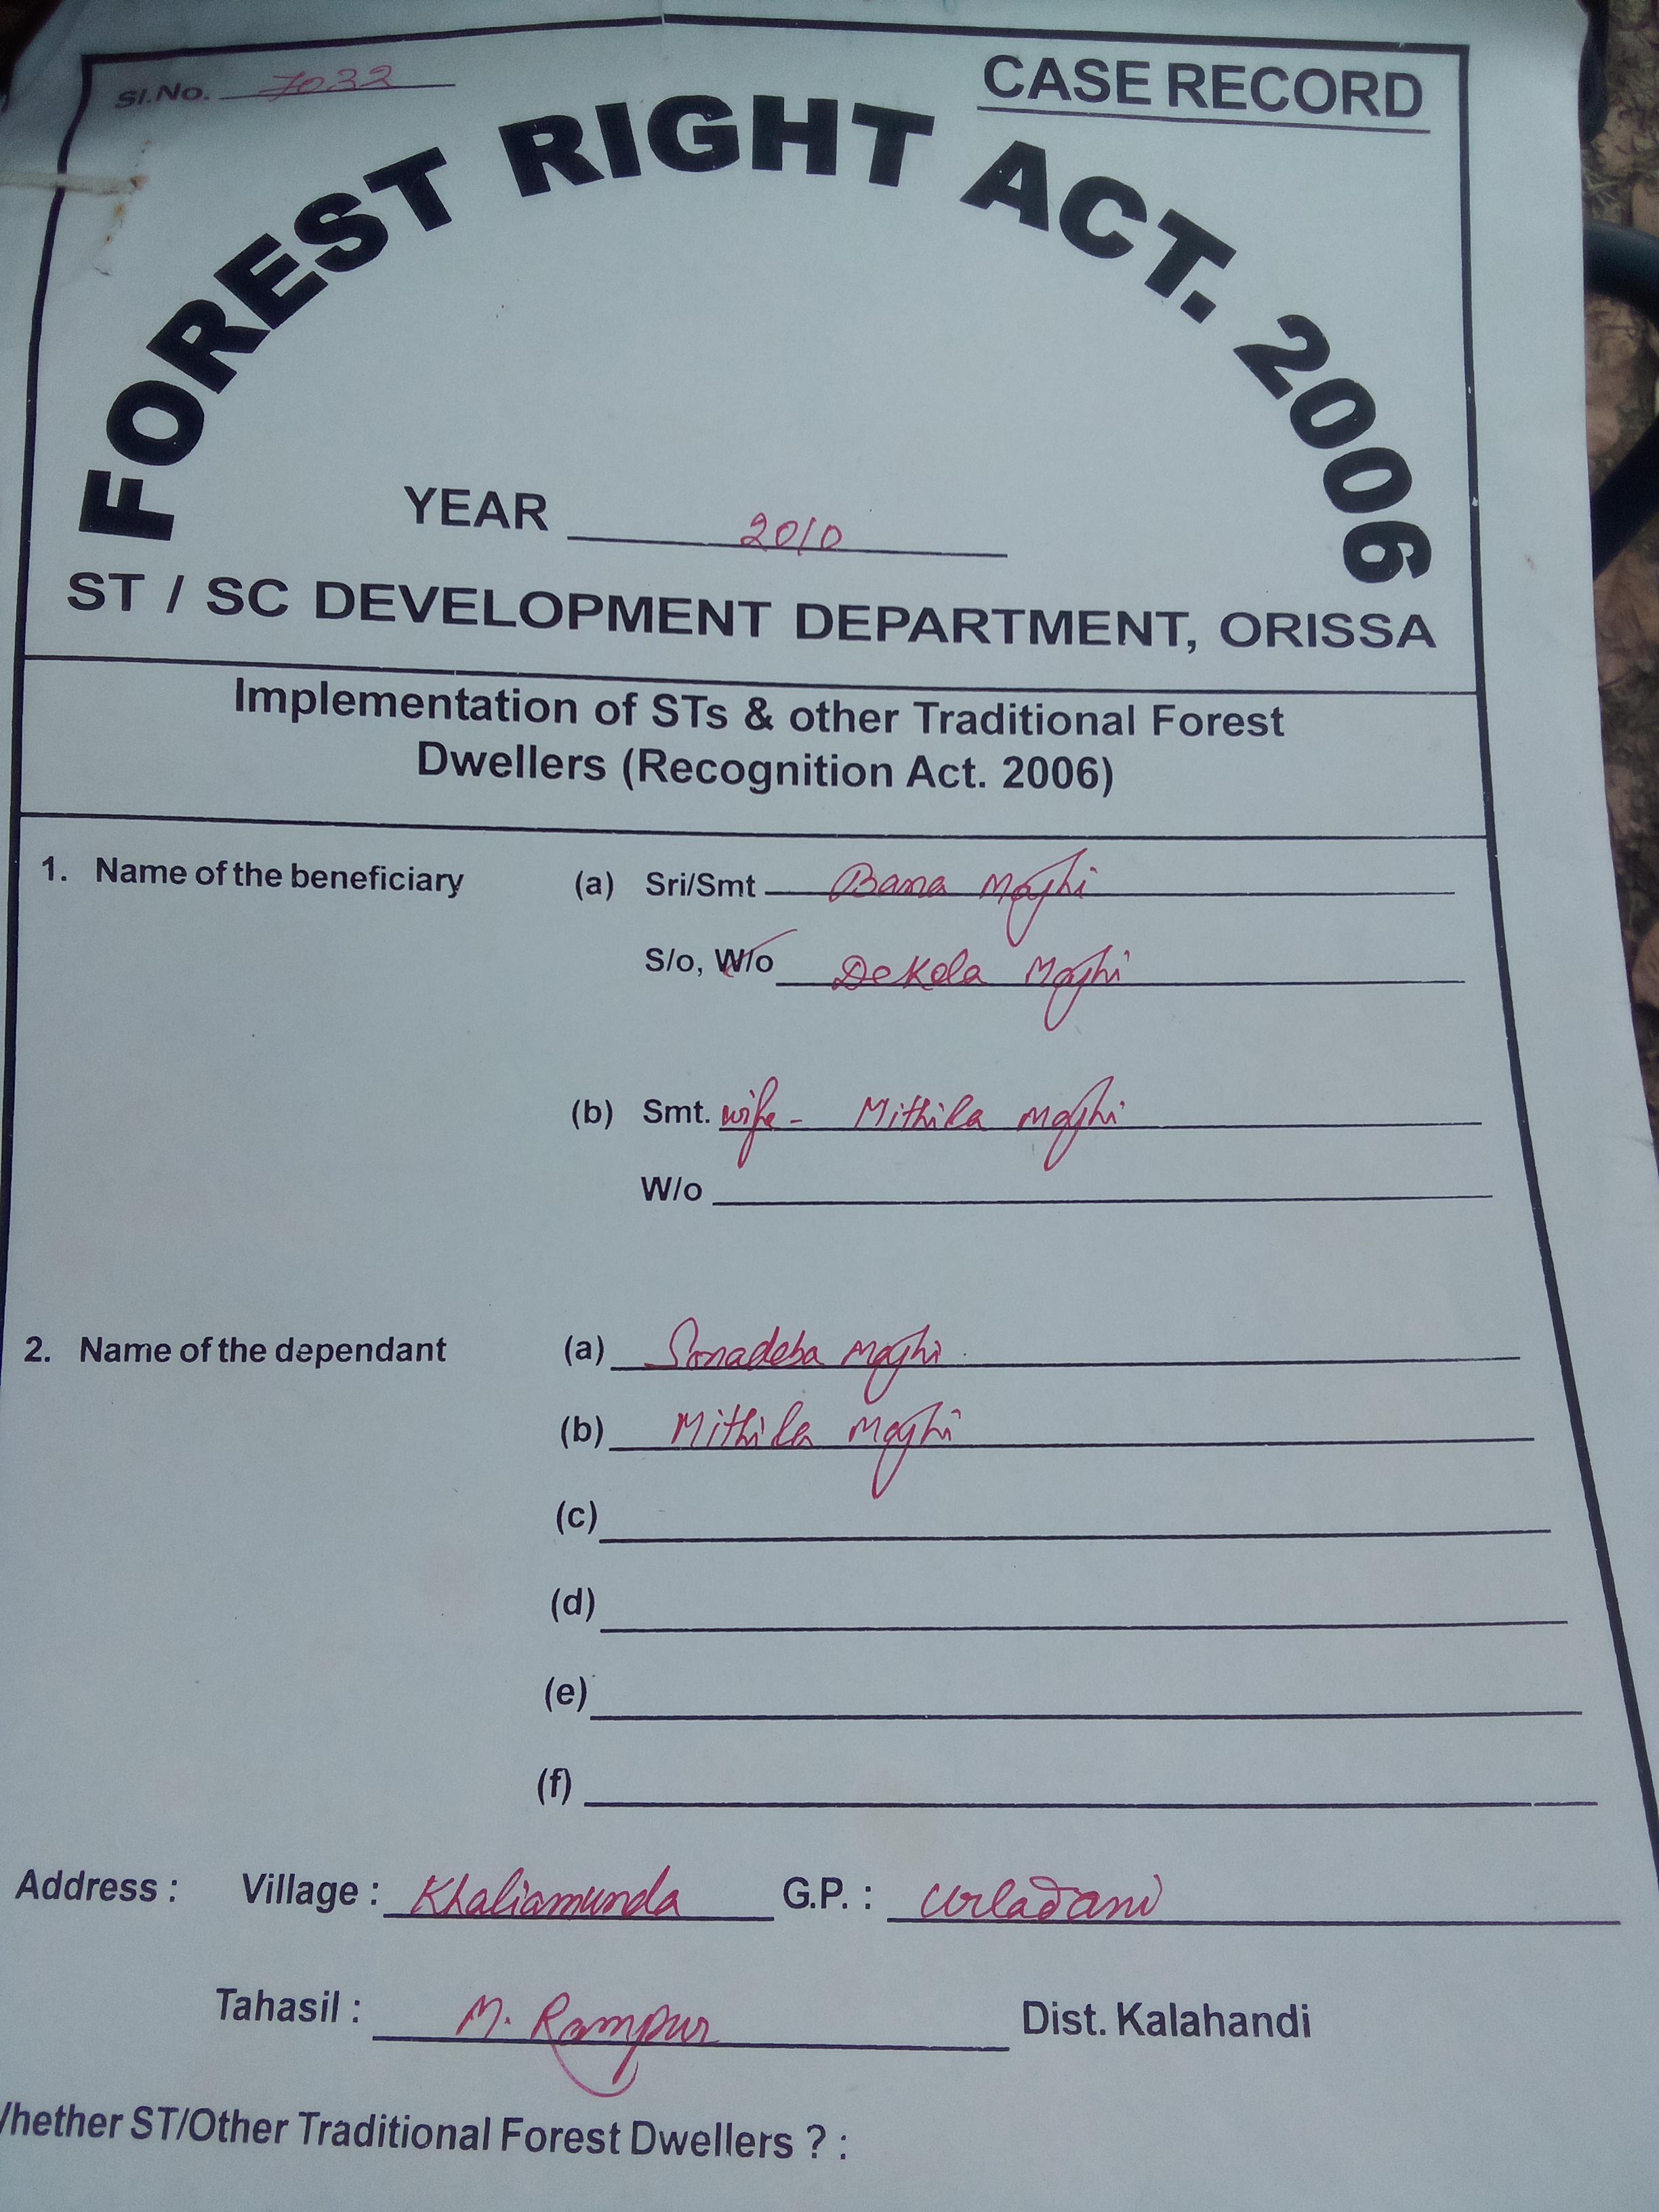 Sl.No. 7032
CASE RECORD
FOREST RIGHT ACT. 2006
YEAR 2010
ST / SC DEVELOPMENT DEPARTMENT, ORISSA
Implementation of STs & other Traditional Forest
Dwellers (Recognition Act. 2006)
1. Name of the beneficiary (a) Sri/Smt Bana Majhi
S/o, W/o Dekola Majhi
(b) Smt. wife - Mithila Majhi
W/o
2. Name of the dependant (a) Sonadeba Majhi
(b) Mithila Majhi
(c)
(d)
(e)
(f)
Address : Village : Khaliamunda G.P. : Urladani
Tahasil : M. Rampur Dist. Kalahandi
Whether ST/Other Traditional Forest Dwellers ? :